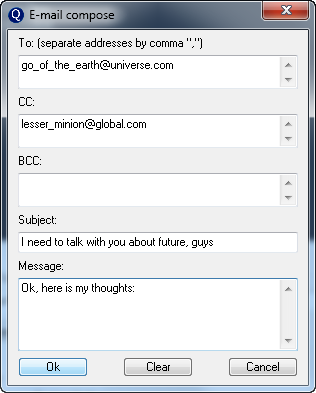 E-mail compose
To: (separate addresses by comma ",")
go_of_the_earth@universe.com
CC:
lesser_minion@global.com
BCC:
Subject:
I need to talk with you about future, guys
Message:
Ok, here is my thoughts:
Ok Clear Cancel